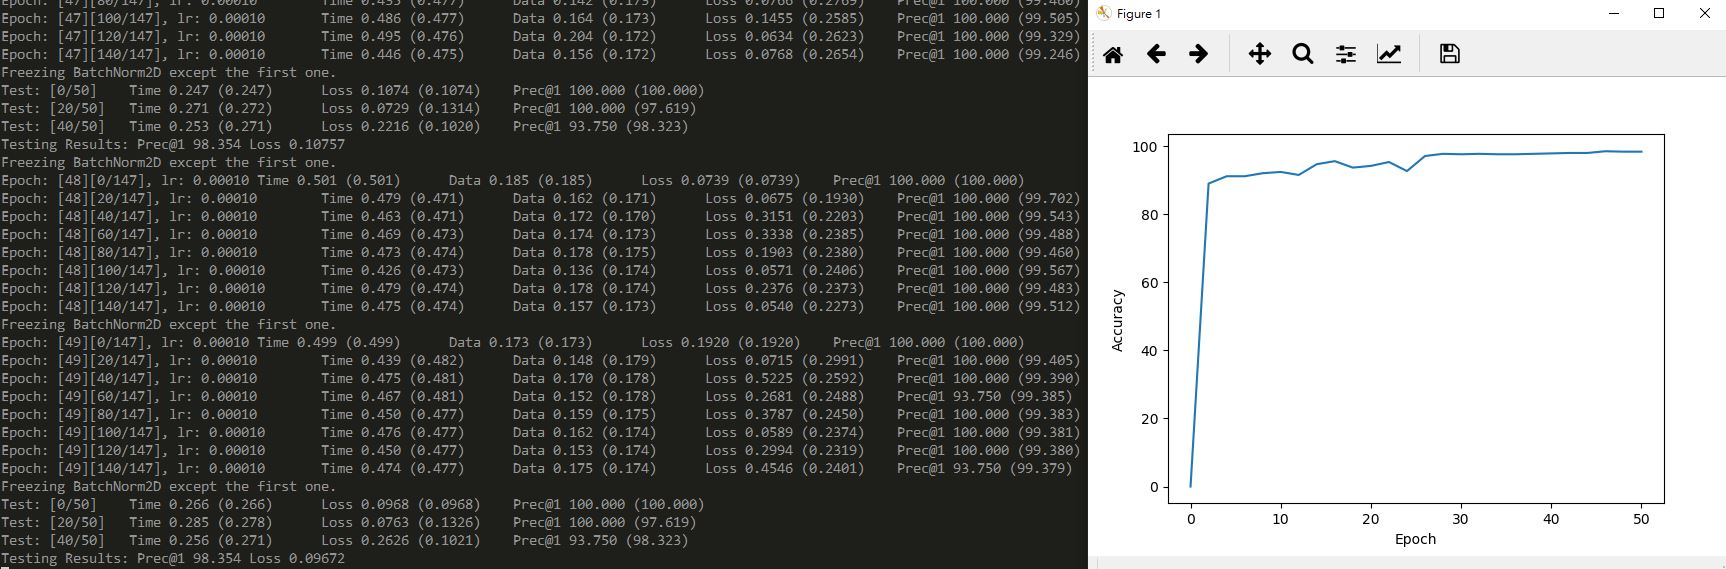 Epoch: [47][80/147], lr: 0.00010 Time 0.455 (0.477) Data 0.142 (0.173) Loss 0.0766 (0.2769) Prec@1 100.000 (99.460)
Epoch: [47][100/147], lr: 0.00010 Time 0.486 (0.477) Data 0.164 (0.173) Loss 0.1455 (0.2585) Prec@1 100.000 (99.505)
Epoch: [47][120/147], lr: 0.00010 Time 0.495 (0.476) Data 0.204 (0.172) Loss 0.0634 (0.2623) Prec@1 100.000 (99.329)
Epoch: [47][140/147], lr: 0.00010 Time 0.446 (0.475) Data 0.156 (0.172) Loss 0.0768 (0.2654) Prec@1 100.000 (99.246)
Freezing BatchNorm2D except the first one.
Test: [0/50] Time 0.247 (0.247) Loss 0.1074 (0.1074) Prec@1 100.000 (100.000)
Test: [20/50] Time 0.271 (0.272) Loss 0.0729 (0.1314) Prec@1 100.000 (97.619)
Test: [40/50] Time 0.253 (0.271) Loss 0.2216 (0.1020) Prec@1 93.750 (98.323)
Testing Results: Prec@1 98.354 Loss 0.10757
Freezing BatchNorm2D except the first one.
Epoch: [48][0/147], lr: 0.00010 Time 0.501 (0.501) Data 0.185 (0.185) Loss 0.0739 (0.0739) Prec@1 100.000 (100.000)
Epoch: [48][20/147], lr: 0.00010 Time 0.479 (0.471) Data 0.162 (0.171) Loss 0.0675 (0.1930) Prec@1 100.000 (99.702)
Epoch: [48][40/147], lr: 0.00010 Time 0.463 (0.471) Data 0.172 (0.170) Loss 0.3151 (0.2203) Prec@1 100.000 (99.543)
Epoch: [48][60/147], lr: 0.00010 Time 0.469 (0.473) Data 0.174 (0.173) Loss 0.3338 (0.2385) Prec@1 100.000 (99.488)
Epoch: [48][80/147], lr: 0.00010 Time 0.473 (0.474) Data 0.178 (0.175) Loss 0.1903 (0.2380) Prec@1 100.000 (99.460)
Epoch: [48][100/147], lr: 0.00010 Time 0.426 (0.473) Data 0.136 (0.174) Loss 0.0571 (0.2406) Prec@1 100.000 (99.567)
Epoch: [48][120/147], lr: 0.00010 Time 0.479 (0.474) Data 0.178 (0.174) Loss 0.2376 (0.2373) Prec@1 100.000 (99.483)
Epoch: [48][140/147], lr: 0.00010 Time 0.475 (0.474) Data 0.157 (0.173) Loss 0.0540 (0.2273) Prec@1 100.000 (99.512)
Freezing BatchNorm2D except the first one.
Epoch: [49][0/147], lr: 0.00010 Time 0.499 (0.499) Data 0.173 (0.173) Loss 0.1920 (0.1920) Prec@1 100.000 (100.000)
Epoch: [49][20/147], lr: 0.00010 Time 0.439 (0.482) Data 0.148 (0.179) Loss 0.0715 (0.2991) Prec@1 100.000 (99.405)
Epoch: [49][40/147], lr: 0.00010 Time 0.475 (0.481) Data 0.170 (0.178) Loss 0.5225 (0.2592) Prec@1 100.000 (99.390)
Epoch: [49][60/147], lr: 0.00010 Time 0.467 (0.481) Data 0.152 (0.178) Loss 0.2681 (0.2488) Prec@1 93.750 (99.385)
Epoch: [49][80/147], lr: 0.00010 Time 0.450 (0.477) Data 0.159 (0.175) Loss 0.3787 (0.2450) Prec@1 100.000 (99.383)
Epoch: [49][100/147], lr: 0.00010 Time 0.476 (0.477) Data 0.162 (0.174) Loss 0.0589 (0.2374) Prec@1 100.000 (99.381)
Epoch: [49][120/147], lr: 0.00010 Time 0.450 (0.477) Data 0.153 (0.174) Loss 0.2994 (0.2319) Prec@1 100.000 (99.380)
Epoch: [49][140/147], lr: 0.00010 Time 0.474 (0.477) Data 0.175 (0.174) Loss 0.4546 (0.2401) Prec@1 93.750 (99.379)
Freezing BatchNorm2D except the first one.
Test: [0/50] Time 0.266 (0.266) Loss 0.0968 (0.0968) Prec@1 100.000 (100.000)
Test: [20/50] Time 0.285 (0.278) Loss 0.0763 (0.1326) Prec@1 100.000 (97.619)
Test: [40/50] Time 0.256 (0.271) Loss 0.2626 (0.1021) Prec@1 93.750 (98.323)
Testing Results: Prec@1 98.354 Loss 0.09672
Figure 1
100
80
60
40
20
0
Accuracy
0 10 20 30 40 50
Epoch